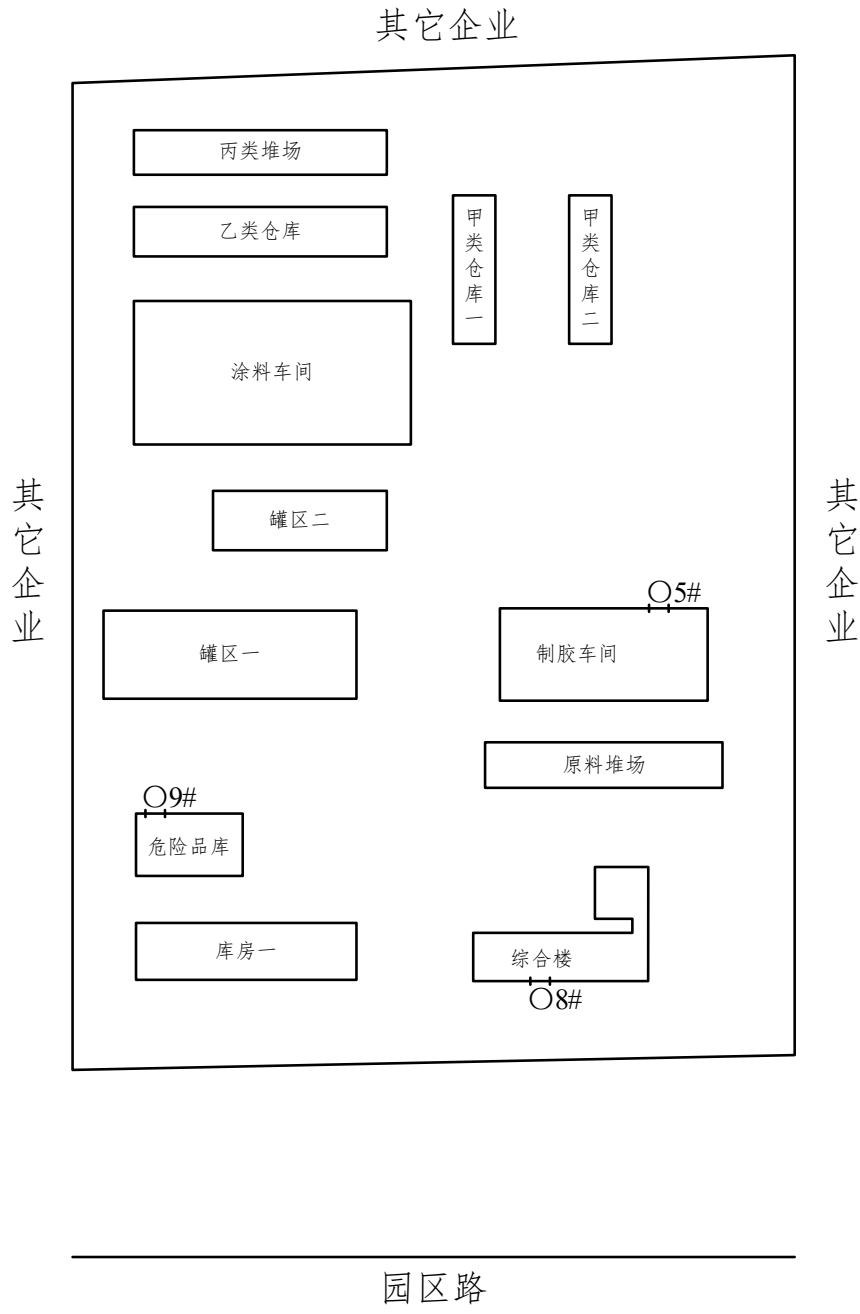 其它企业
丙类堆场
乙类仓库
甲类仓库一
甲类仓库二
涂料车间
其它企业
其它企业
罐区二
○5#
罐区一
制胶车间
原料堆场
○9#
危险品库
库房一
综合楼
○8#
园区路